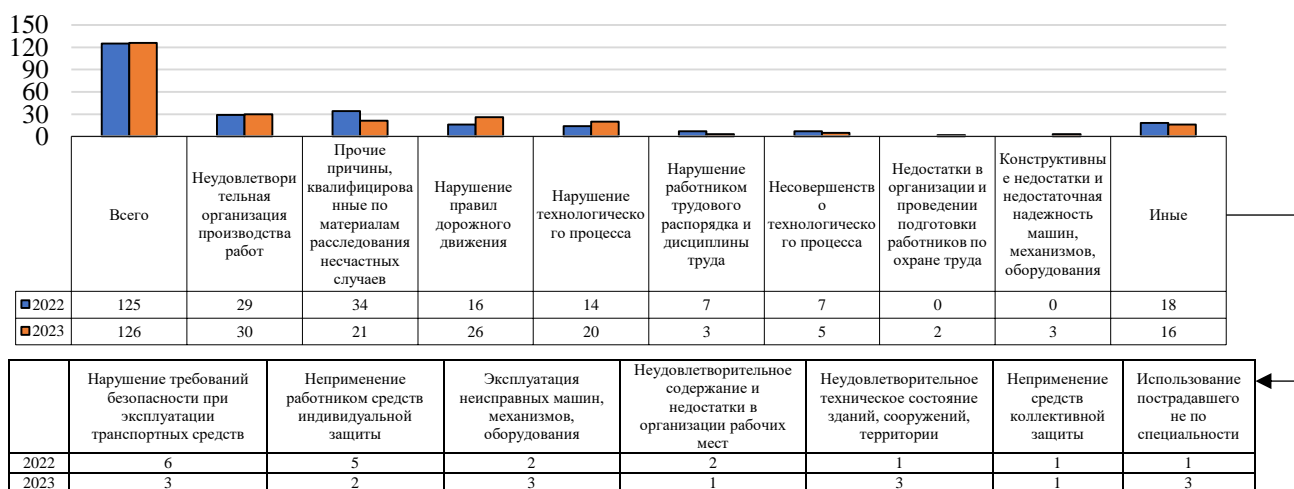 150
120
90
60
30
0
Всего
Неудовлетвори
тельная
организация
производства
работ
Прочие
причины,
квалифицирова
нные по
материалам
расследования
несчастных
случаев
Нарушение
правил
дорожного
движения
Нарушение
технологическо
го процесса
Нарушение
работником
трудового
распорядка и
дисциплины
труда
Несовершенств
о
технологическо
го процесса
Недостатки в
организации и
проведении
подготовки
работников по
охране труда
Конструктивны
е недостатки и
недостаточная
надежность
машин,
механизмов,
оборудования
Иные
2022 125 29 34 16 14 7 7 0 0 18
2023 126 30 21 26 20 3 5 2 3 16
Нарушение требований
безопасности при
эксплуатации
транспортных средств
Неприменение
работником средств
индивидуальной
защиты
Эксплуатация
неисправных машин,
механизмов,
оборудования
Неудовлетворительное
содержание и
недостатки в
организации рабочих
мест
Неудовлетворительное
техническое состояние
зданий, сооружений,
территории
Неприменение
средств
коллективной
защиты
Использование
пострадавшего
не по
специальности
2022 6 5 2 2 1 1 1
2023 3 2 3 1 3 1 3